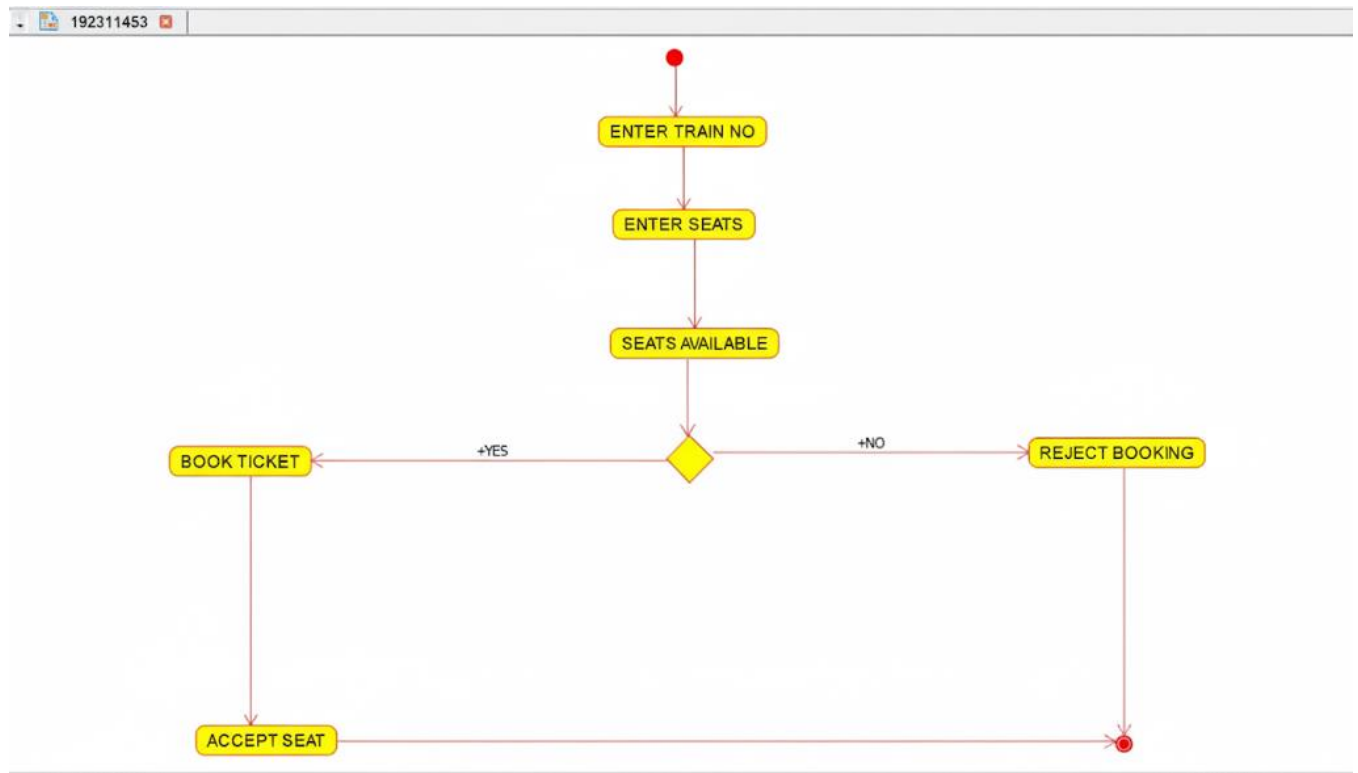 192311453
ENTER TRAIN NO
ENTER SEATS
SEATS AVAILABLE
BOOK TICKET
+YES
+NO
REJECT BOOKING
ACCEPT SEAT